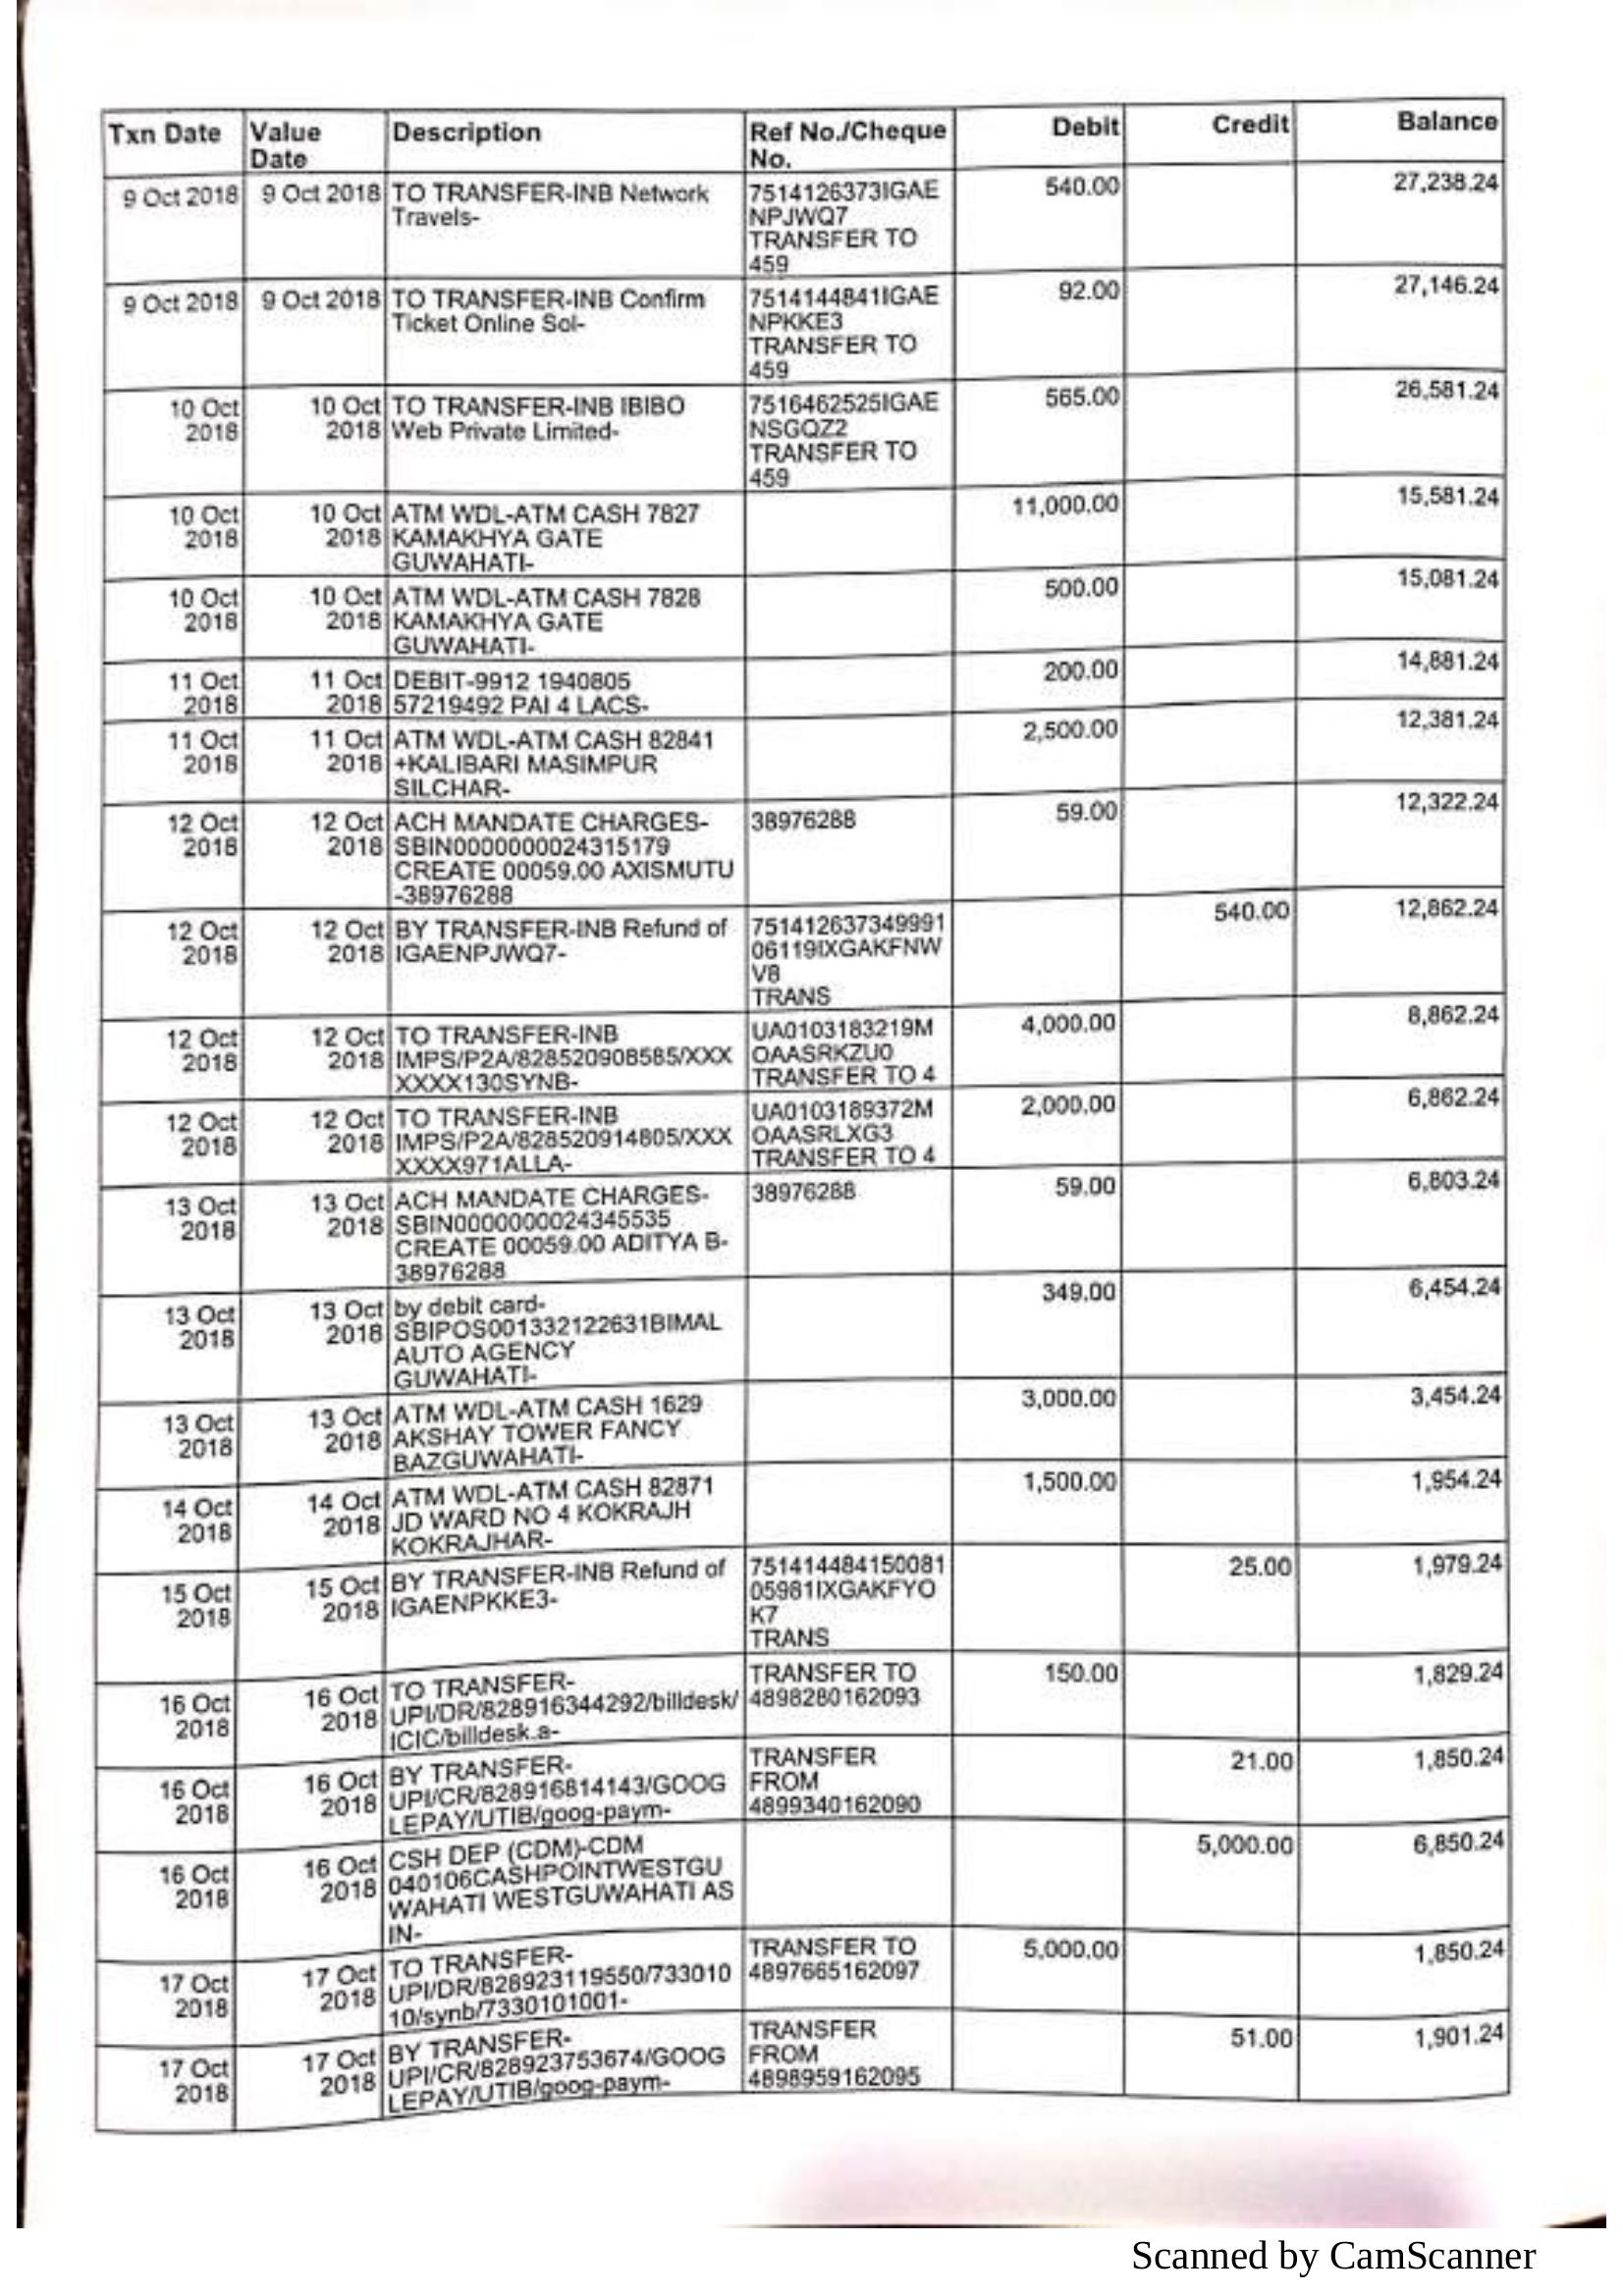 Txn Date Value Date Description Ref No./Cheque No. Debit Credit Balance
9 Oct 2018 9 Oct 2018 TO TRANSFER-INB Network 7514126373IGAE 540.00 27,238.24
Travels- NPJWQ7
TRANSFER TO
459
9 Oct 2018 9 Oct 2018 TO TRANSFER-INB Confirm 7514144841IGAE 92.00 27,146.24
Ticket Online Sol- NPKKE3
TRANSFER TO
459
10 Oct 10 Oct TO TRANSFER-INB IBIBO 7516462525IGAE 565.00 26,581.24
2018 2018 Web Private Limited- NSGQZ2
TRANSFER TO
459
10 Oct 10 Oct ATM WDL-ATM CASH 7827 11,000.00 15,581.24
2018 2018 KAMAKHYA GATE
GUWAHATI-
10 Oct 10 Oct ATM WDL-ATM CASH 7828 500.00 15,081.24
2018 2018 KAMAKHYA GATE
GUWAHATI-
11 Oct 11 Oct DEBIT-9912 1940805 200.00 14,881.24
2018 2018 57219492 PAI 4 LACS-
11 Oct 11 Oct ATM WDL-ATM CASH 82841 2,500.00 12,381.24
2018 2018 +KALIBARI MASIMPUR
SILCHAR-
12 Oct 12 Oct ACH MANDATE CHARGES- 38976288 59.00 12,322.24
2018 2018 SBIN0000000024315179
CREATE 00059.00 AXISMUTU
-38976288
12 Oct 12 Oct BY TRANSFER-INB Refund of 751412637349991 540.00 12,862.24
2018 2018 IGAENPJWQ7- 06119IXGAKFNW
V8
TRANS
12 Oct 12 Oct TO TRANSFER-INB UA0103183219M 4,000.00 8,862.24
2018 2018 IMPS/P2A/828520908585/XXX OAASRKZU0
XXXX130SYNB- TRANSFER TO 4
12 Oct 12 Oct TO TRANSFER-INB UA0103189372M 2,000.00 6,862.24
2018 2018 IMPS/P2A/828520914805/XXX OAASRLXG3
XXXX971ALLA- TRANSFER TO 4
13 Oct 13 Oct ACH MANDATE CHARGES- 38976288 59.00 6,803.24
2018 2018 SBIN0000000024345535
CREATE 00059.00 ADITYA B-
38976288
13 Oct 13 Oct by debit card- 349.00 6,454.24
2018 2018 SBIPOS001332122631BIMAL
AUTO AGENCY
GUWAHATI-
13 Oct 13 Oct ATM WDL-ATM CASH 1629 3,000.00 3,454.24
2018 2018 AKSHAY TOWER FANCY
BAZGUWAHATI-
14 Oct 14 Oct ATM WDL-ATM CASH 82871 1,500.00 1,954.24
2018 2018 JD WARD NO 4 KOKRAJH
KOKRAJHAR-
15 Oct 15 Oct BY TRANSFER-INB Refund of 751414484150081 25.00 1,979.24
2018 2018 IGAENPKKE3- 05981IXGAKFYO
K7
TRANS
16 Oct 16 Oct TO TRANSFER- TRANSFER TO 150.00 1,829.24
2018 2018 UPI/DR/828916344292/billdesk/ 4898280162093
ICIC/billdesk.a-
16 Oct 16 Oct BY TRANSFER- TRANSFER 21.00 1,850.24
2018 2018 UPI/CR/828916814143/GOOG FROM
LEPAY/UTIB/goog-paym- 4899340162090
16 Oct 16 Oct CSH DEP (CDM)-CDM 5,000.00 6,850.24
2018 2018 040106CASHPOINTWESTGU
WAHATI WESTGUWAHATI AS
IN-
17 Oct 17 Oct TO TRANSFER- TRANSFER TO 5,000.00 1,850.24
2018 2018 UPI/DR/828923119550/733010 4897665162097
10/synb/7330101001-
17 Oct 17 Oct BY TRANSFER- TRANSFER 51.00 1,901.24
2018 2018 UPI/CR/828923753674/GOOG FROM
LEPAY/UTIB/goog-paym- 4898959162095
Scanned by CamScanner